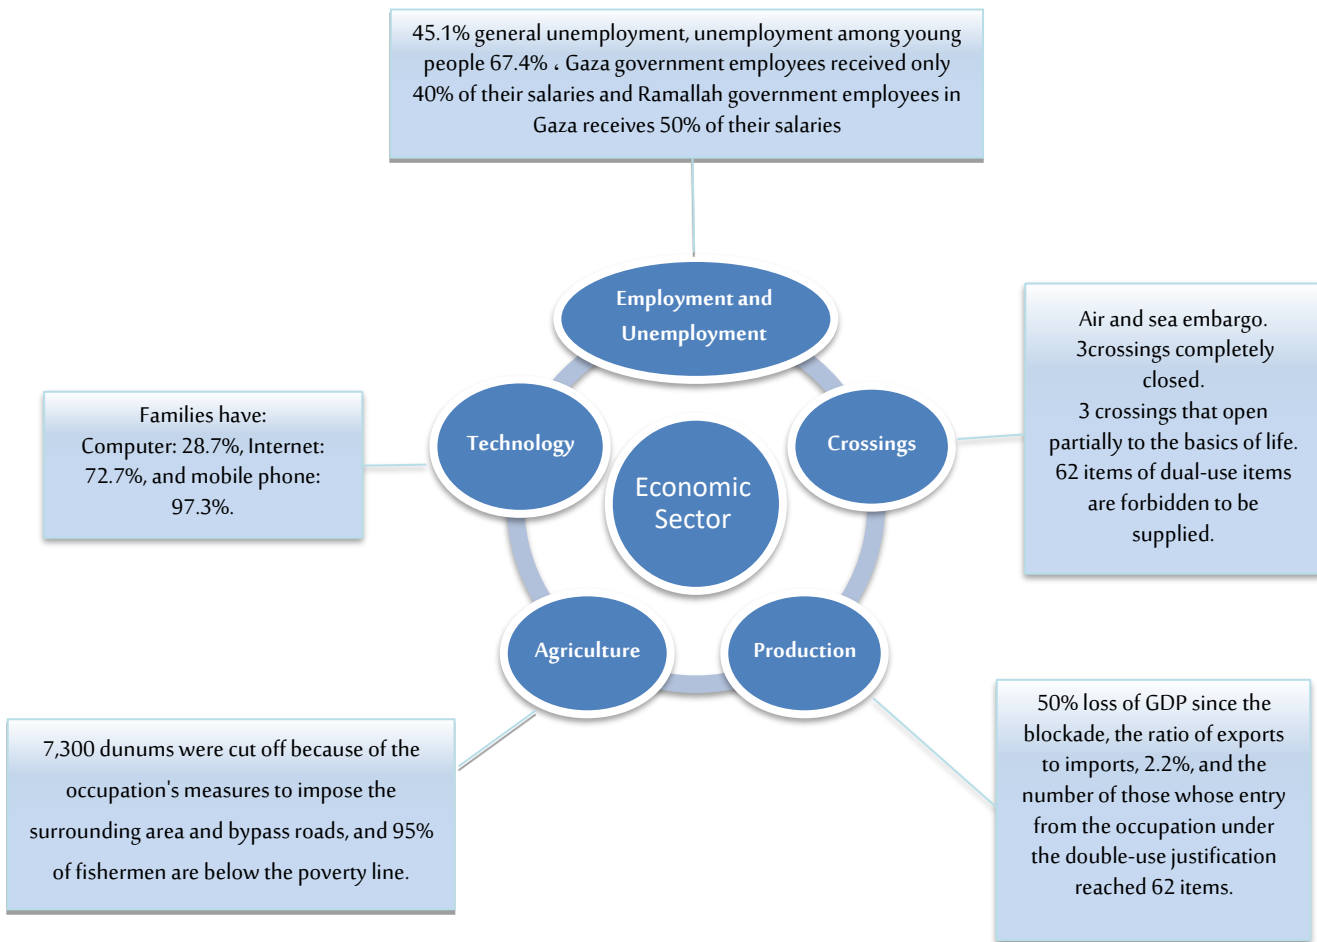 45.1% general unemployment, unemployment among young
people 67.4% ، Gaza government employees received only
40% of their salaries and Ramallah government employees in
Gaza receives 50% of their salaries
Employment and
Unemployment
Air and sea embargo.
3crossings completely
closed.
3 crossings that open
partially to the basics of life.
62 items of dual-use items
are forbidden to be
supplied.
Families have:
Computer: 28.7%, Internet:
72.7%, and mobile phone:
97.3%.
Technology
Crossings
Economic
Sector
Agriculture
Production
7,300 dunums were cut off because of the
occupation's measures to impose the
surrounding area and bypass roads, and 95%
of fishermen are below the poverty line.
50% loss of GDP since the
blockade, the ratio of exports
to imports, 2.2%, and the
number of those whose entry
from the occupation under
the double-use justification
reached 62 items.